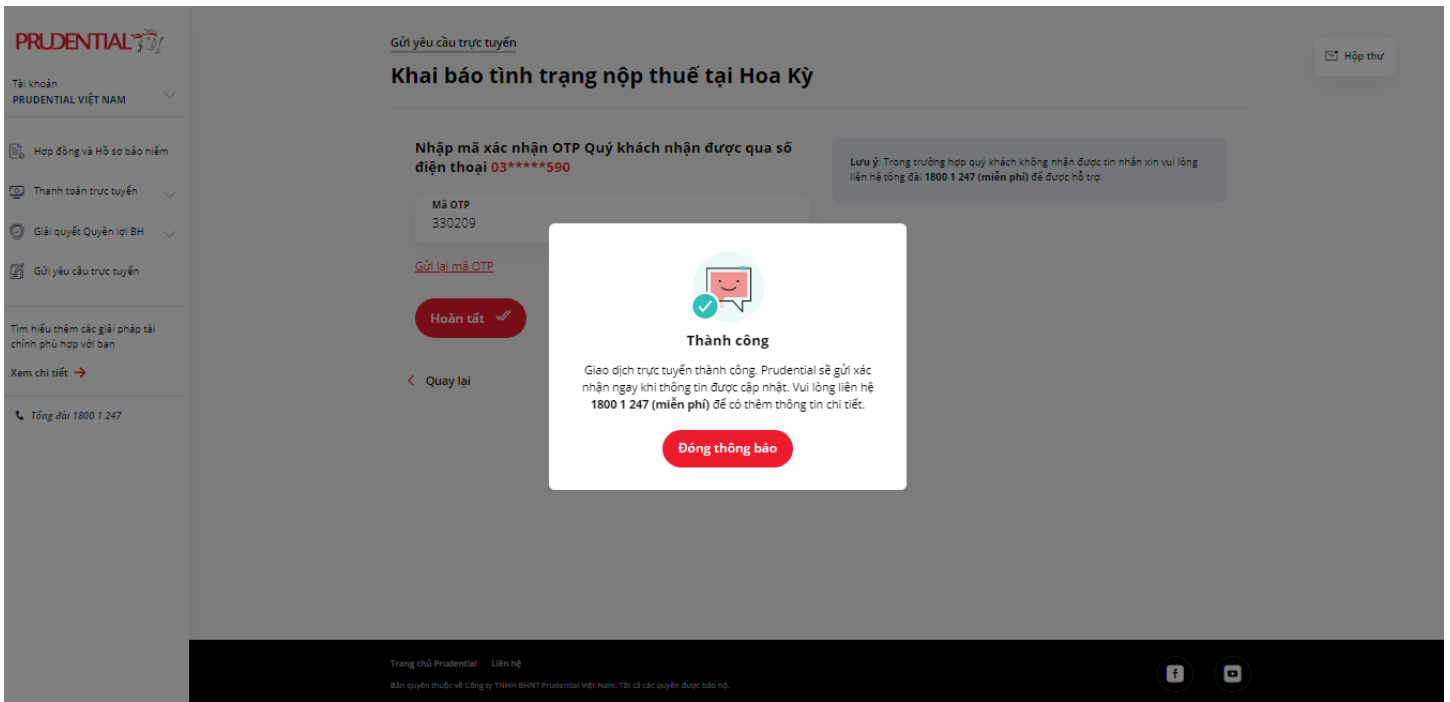 PRUDENTIAL
Tài khoản
PRUDENTIAL VIỆT NAM
Hợp đồng và Hồ sơ bảo hiểm
Thanh toán trực tuyến
Giải quyết Quyền lợi BH
Gửi yêu cầu trực tuyến
Tìm hiểu thêm các giải pháp tài
chính phù hợp với bạn
Xem chi tiết
Tổng đài 1800 1 247
Gửi yêu cầu trực tuyến
Khai báo tình trạng nộp thuế tại Hoa Kỳ
Hộp thư
Nhập mã xác nhận OTP Quý khách nhận được qua số
điện thoại 03*****590
Mã OTP
330209
Gửi lại mã OTP
Hoàn tất
Quay lại
Lưu ý: Trong trường hợp quý khách không nhận được tin nhắn xin vui lòng
liên hệ tổng đài 1800 1 247 (miễn phí) để được hỗ trợ.
Thành công
Giao dịch trực tuyến thành công. Prudential sẽ gửi xác
nhận ngay khi thông tin được cập nhật. Vui lòng liên hệ
1800 1 247 (miễn phí) để có thêm thông tin chi tiết.
Đóng thông báo
Trang chủ Prudential Liên hệ
Bản quyền thuộc về Công ty TNHH BHNT Prudential Việt Nam. Tất cả các quyền được bảo hộ.